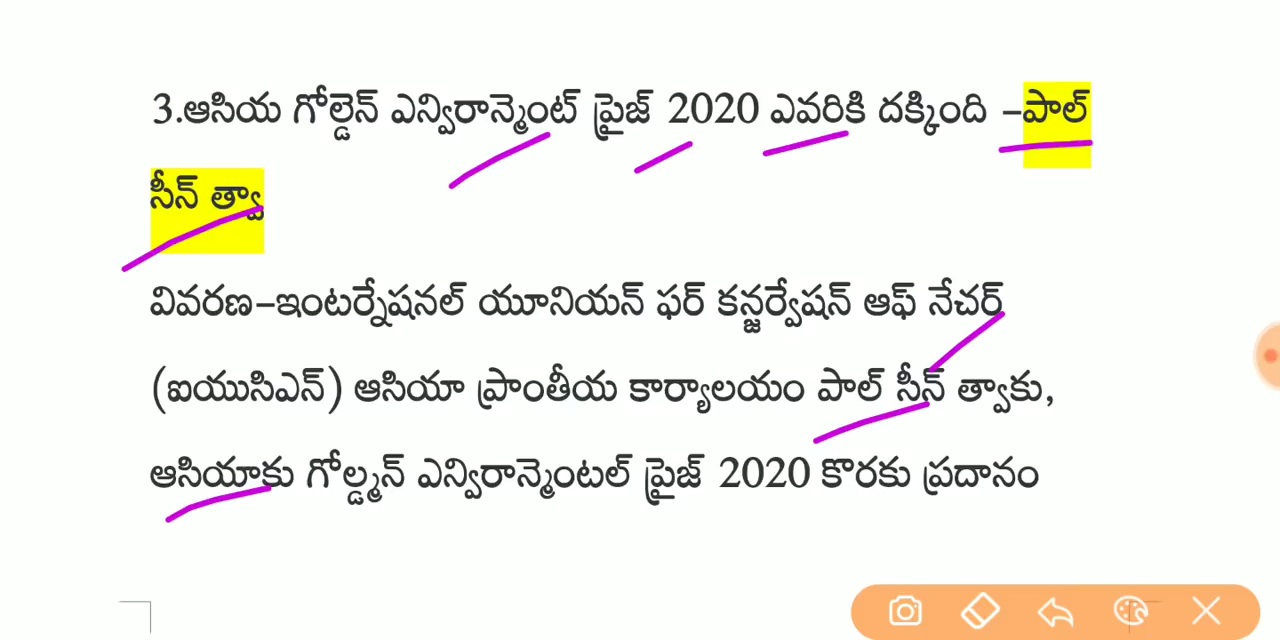 3.ఆసియ గోల్డెన్ ఎన్విరాన్మెంట్ ప్రైజ్ 2020 ఎవరికి దక్కింది –పాల్
సీన్ త్వా
వివరణ–ఇంటర్నేషనల్ యూనియన్ ఫర్ కన్జర్వేషన్ ఆఫ్ నేచర్
(ఐయుసిఎన్) ఆసియా ప్రాంతీయ కార్యాలయం పాల్ సీన్ త్వాకు,
ఆసియాకు గోల్డ్మన్ ఎన్విరాన్మెంటల్ ప్రైజ్ 2020 కొరకు ప్రదానం